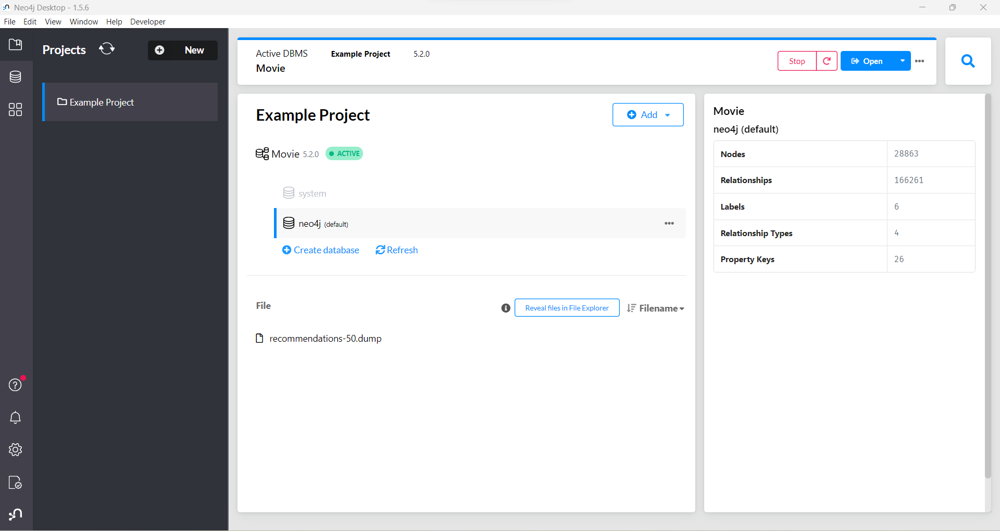 Neo4j Desktop - 1.5.6
File Edit View Window Help Developer
Projects
New
Example Project
Active DBMS Example Project 5.2.0
Movie
Stop
Open
Example Project
Add
Movie 5.2.0 ACTIVE
system
neo4j (default)
Create database Refresh
File
Reveal files in File Explorer
Filename
recommendations-50.dump
Movie
neo4j (default)
Nodes 28863
Relationships 166261
Labels 6
Relationship Types 4
Property Keys 26